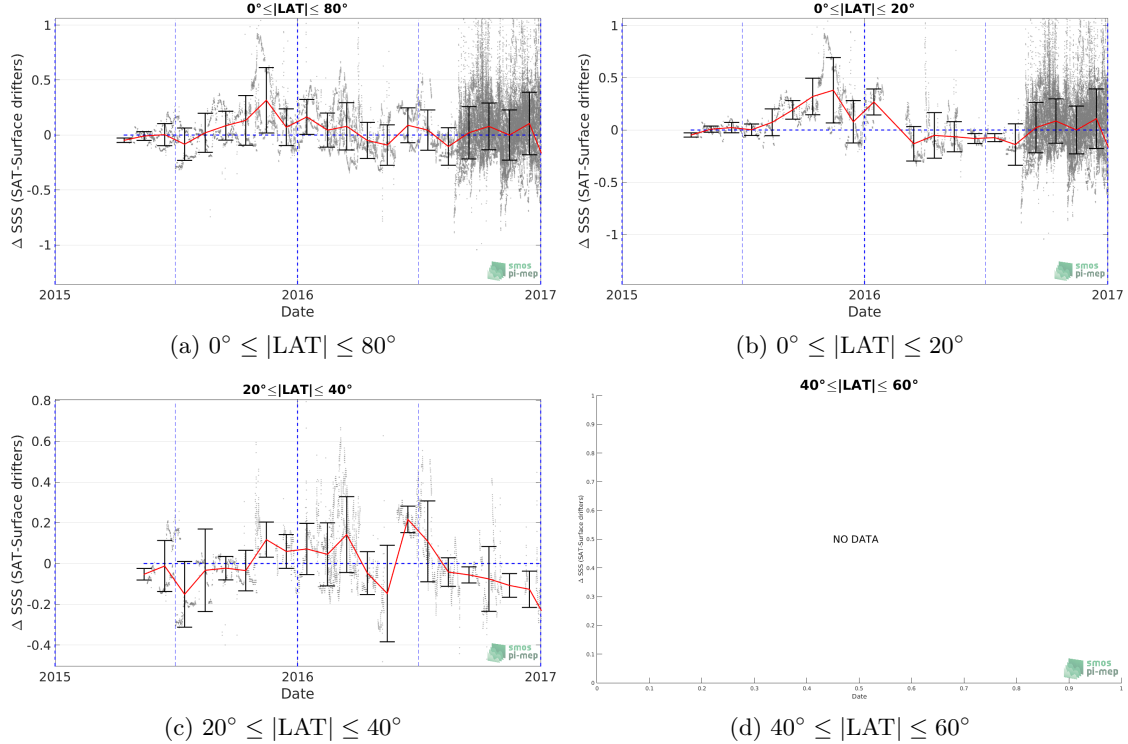 0°≤|LAT|≤ 80°
Δ SSS (SAT-Surface drifters)
1
0.5
0
-0.5
-1
2015
2016
2017
Date
smos
pi-mep
(a) 0° ≤ |LAT| ≤ 80°
0°≤|LAT|≤ 20°
Δ SSS (SAT-Surface drifters)
1
0.5
0
-0.5
-1
2015
2016
2017
Date
smos
pi-mep
(b) 0° ≤ |LAT| ≤ 20°
20°≤|LAT|≤ 40°
Δ SSS (SAT-Surface drifters)
0.8
0.6
0.4
0.2
0
-0.2
-0.4
2015
2016
2017
Date
smos
pi-mep
(c) 20° ≤ |LAT| ≤ 40°
40°≤|LAT|≤ 60°
Δ SSS (SAT-Surface drifters)
1
0.9
0.8
0.7
0.6
0.5
0.4
0.3
0.2
0.1
0
NO DATA
0 0.1 0.2 0.3 0.4 0.5 0.6 0.7 0.8 0.9 1
Date
smos
pi-mep
(d) 40° ≤ |LAT| ≤ 60°